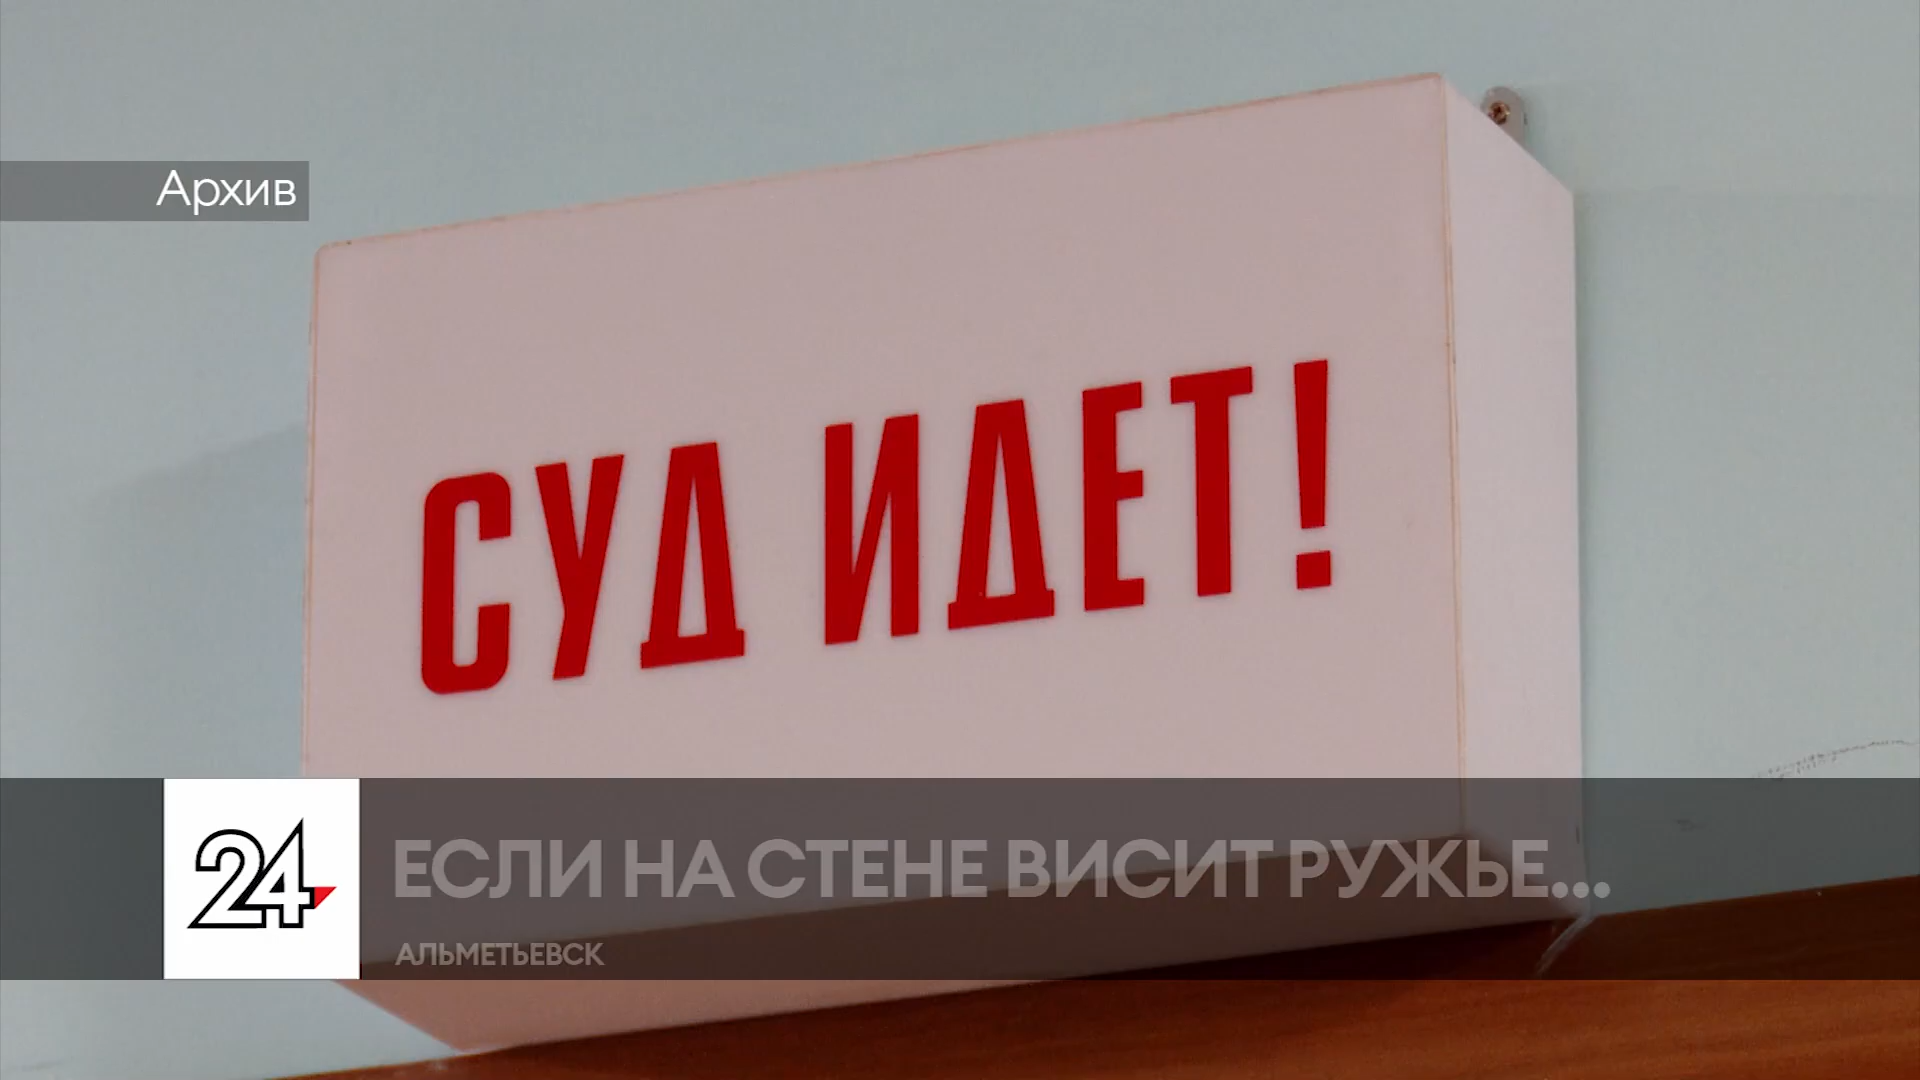 Архив
СУД ИДЕТ!
24
ЕСЛИ НА СТЕНЕ ВИСИТ РУЖЬЕ...
АЛЬМЕТЬЕВСК